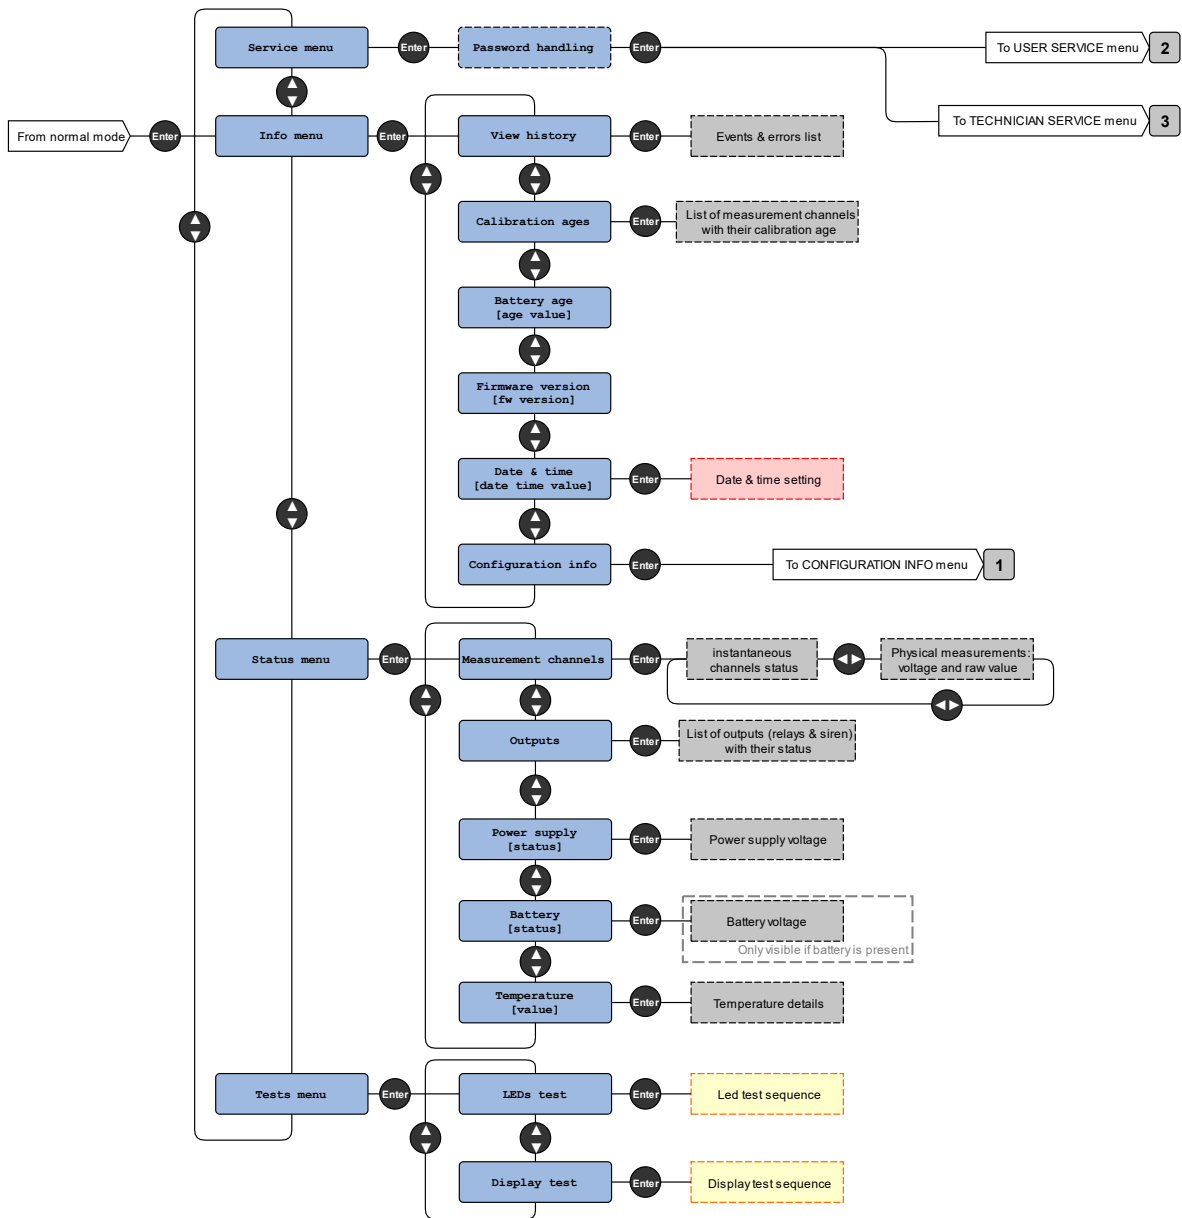 Service menu
Enter
Password handling
Enter
To USER SERVICE menu
2
From normal mode
Enter
Info menu
Enter
View history
Enter
Events & errors list
To TECHNICIAN SERVICE menu
3
Calibration ages
Enter
List of measurement channels
with their calibration age
Battery age
[age value]
Firmware version
[fw version]
Date & time
[date time value]
Enter
Date & time setting
Configuration info
Enter
To CONFIGURATION INFO menu
1
Status menu
Enter
Measurement channels
Enter
instantaneous
channels status
Physical measurements:
voltage and raw value
Outputs
Enter
List of outputs (relays & siren)
with their status
Power supply
[status]
Enter
Power supply voltage
Battery
[status]
Enter
Battery voltage
Only visible if battery is present
Temperature
[value]
Enter
Temperature details
Tests menu
Enter
LEDs test
Enter
Led test sequence
Display test
Enter
Display test sequence